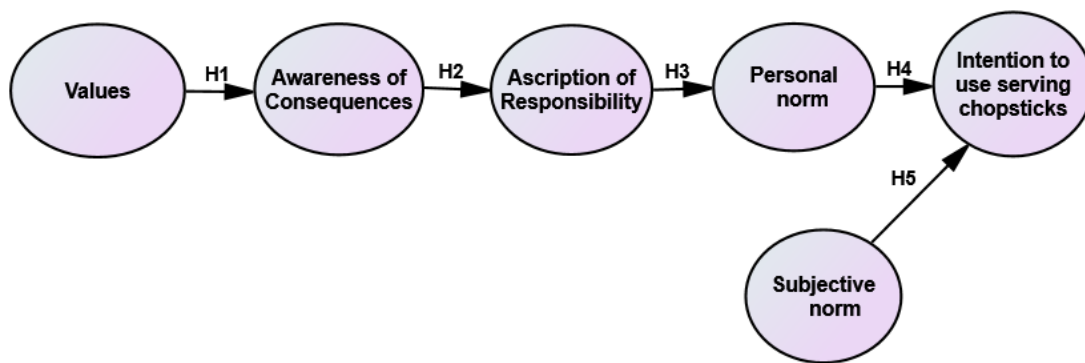 Values
H1
Awareness of
Consequences
H2
Ascription of
Responsibility
H3
Personal
norm
H4
Intention to
use serving
chopsticks
H5
Subjective
norm